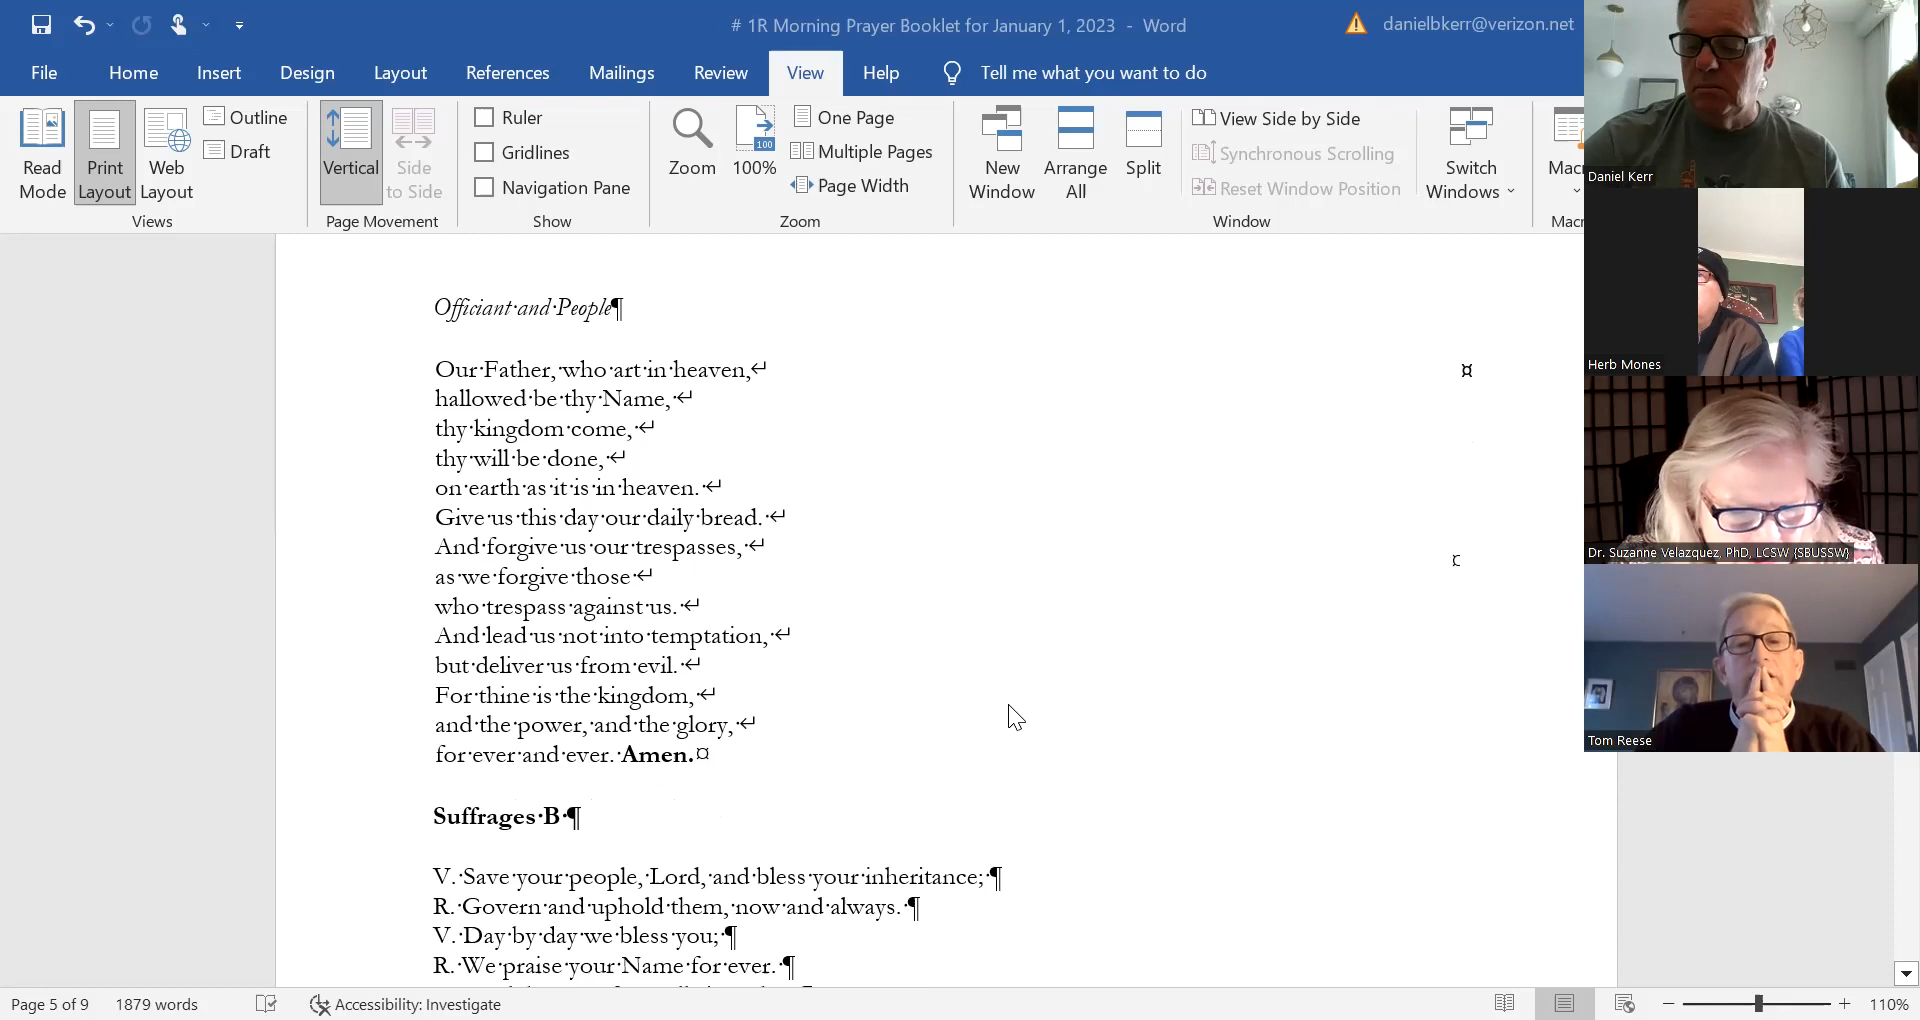 # 1R Morning Prayer Booklet for January 1, 2023 - Word
danielbkerr@verizon.net
File Home Insert Design Layout References Mailings Review View Help Tell me what you want to do
Read Mode
Print Layout
Web Layout
Outline
Draft
Views
Vertical
Side to Side
Page Movement
Ruler
Gridlines
Navigation Pane
Show
Zoom
100
100%
One Page
Multiple Pages
Page Width
Zoom
New Window
Arrange All
Split
View Side by Side
Synchronous Scrolling
Reset Window Position
Window
Switch Windows
Mac
Macr
Daniel Kerr
Herb Mones
Dr. Suzanne Velazquez, PhD, LCSW {SBUSSW}
Tom Reese
Officiant·and·People¶
Our·Father,·who·art·in·heaven,↵
hallowed·be·thy·Name,·↵
thy·kingdom·come,·↵
thy·will·be·done,·↵
on·earth·as·it·is·in·heaven.·↵
Give·us·this·day·our·daily·bread.·↵
And·forgive·us·our·trespasses,·↵
as·we·forgive·those·↵
who·trespass·against·us.·↵
And·lead·us·not·into·temptation,·↵
but·deliver·us·from·evil.·↵
For·thine·is·the·kingdom,·↵
and·the·power,·and·the·glory,·↵
for·ever·and·ever.·Amen.¤
Suffrages·B·¶
V.·Save·your·people,·Lord,·and·bless·your·inheritance;·¶
R.·Govern·and·uphold·them,·now·and·always.·¶
V.·Day·by·day·we·bless·you;·¶
R.·We·praise·your·Name·for·ever.·¶
Page 5 of 9 1879 words Accessibility: Investigate 110%